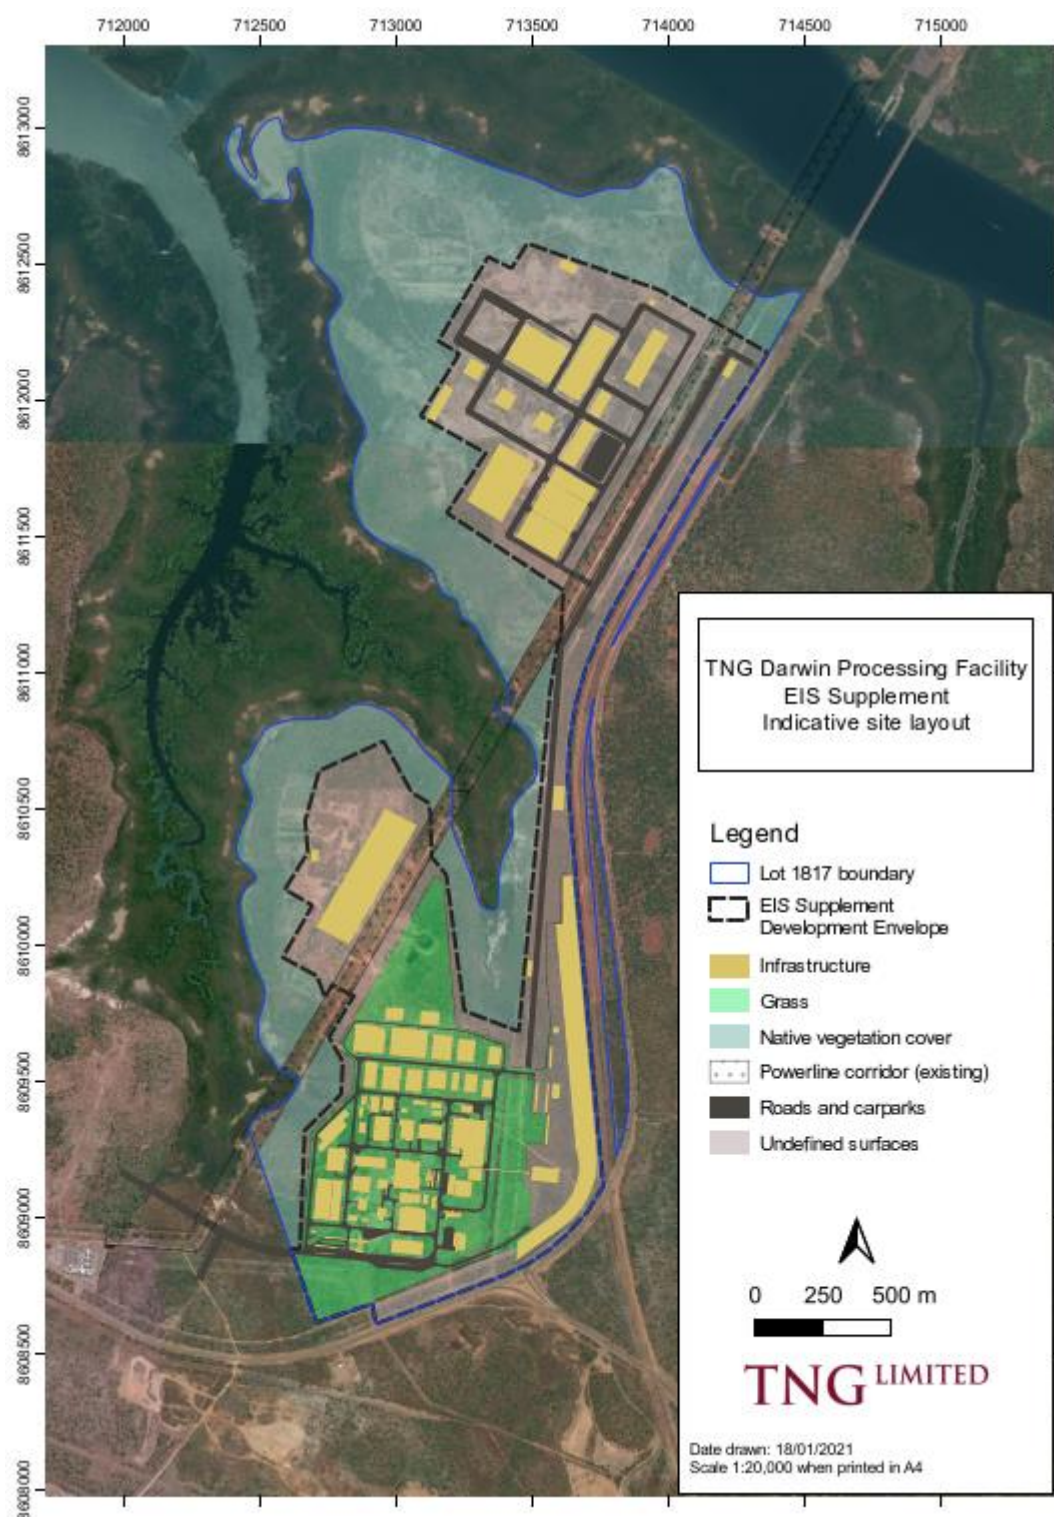 712000 712500 713000 713500 714000 714500 715000
8613000
8612500
8612000
8611500
8611000
8610500
8610000
8609500
8609000
8608500
8608000
TNG Darwin Processing Facility
EIS Supplement
Indicative site layout
Legend
Lot 1817 boundary
EIS Supplement
Development Envelope
Infrastructure
Grass
Native vegetation cover
Powerline corridor (existing)
Roads and carparks
Undefined surfaces
0 250 500 m
TNG LIMITED
Date drawn: 18/01/2021
Scale 1:20,000 when printed in A4